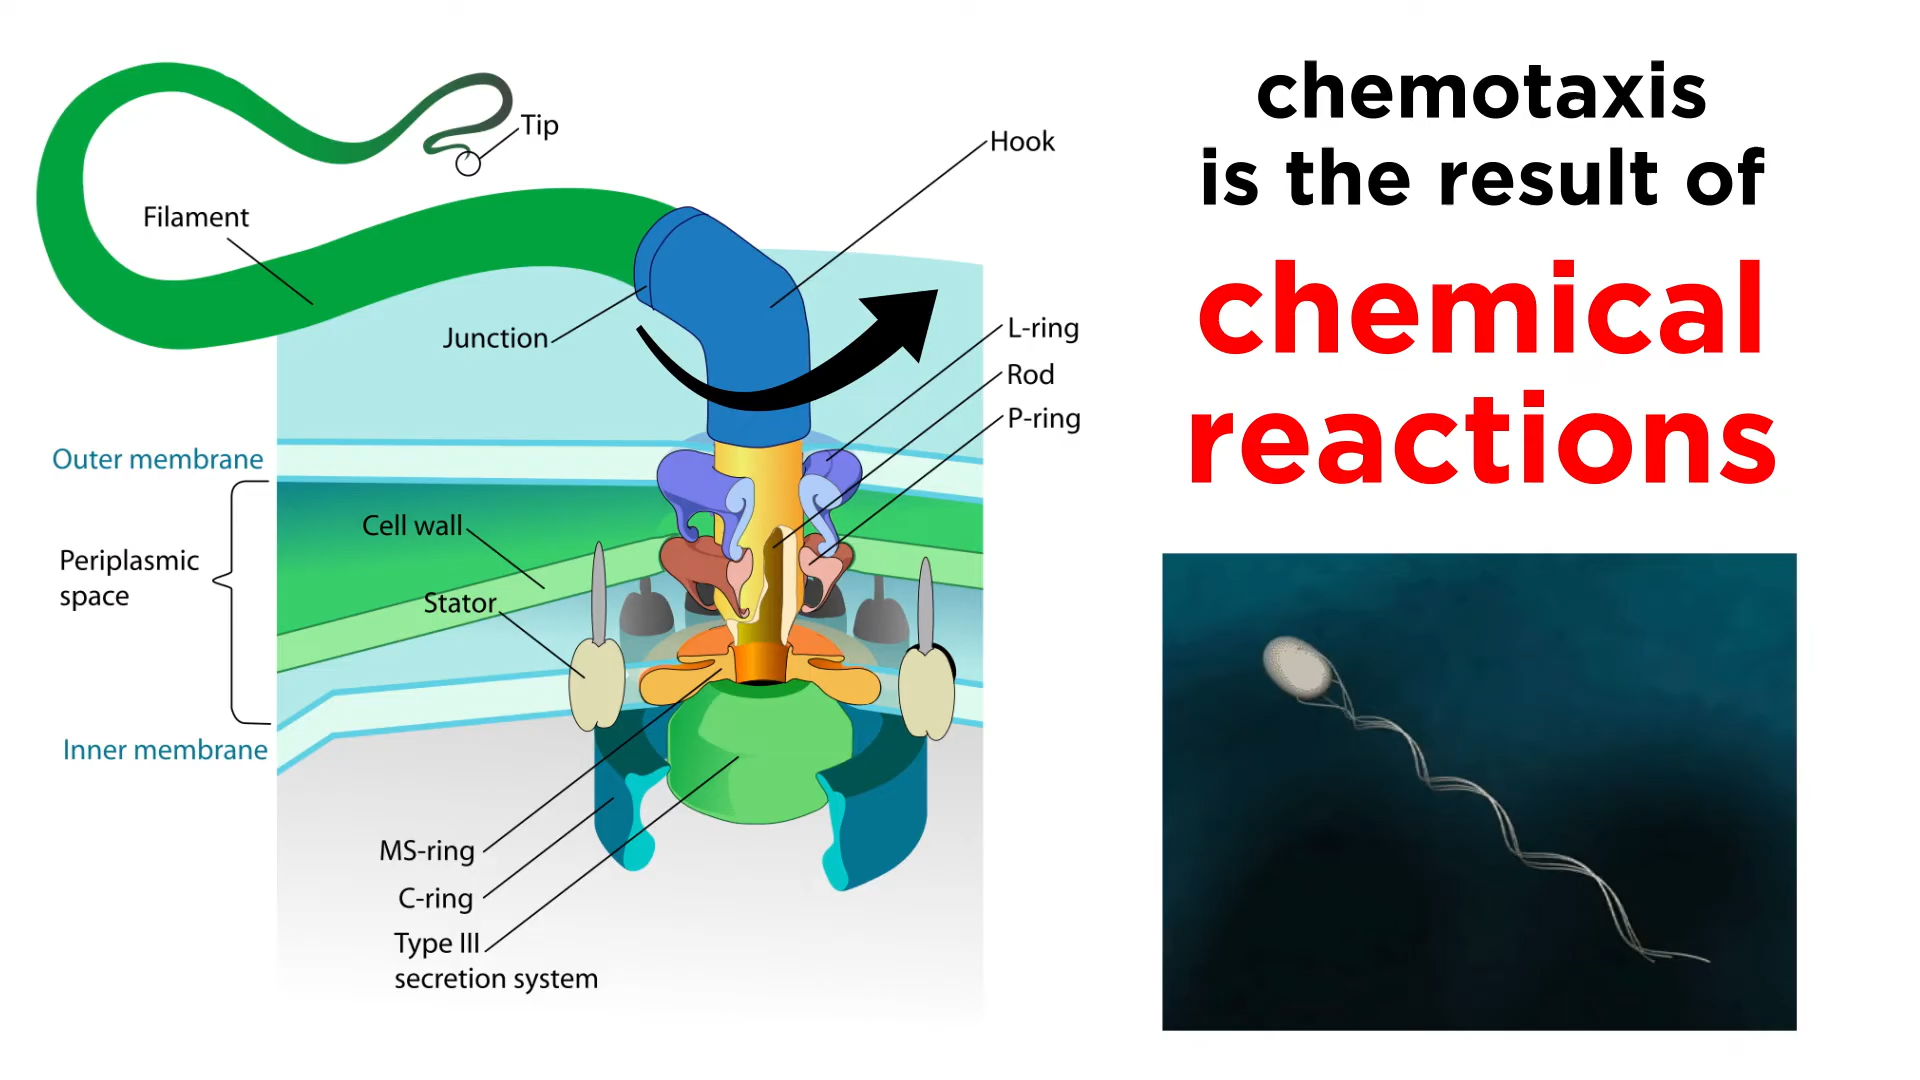 Tip
Hook
Filament
Junction
L-ring
Rod
P-ring
Outer membrane
Cell wall
Periplasmic
space
Stator
Inner membrane
MS-ring
C-ring
Type III
secretion system
chemotaxis
is the result of
chemical
reactions